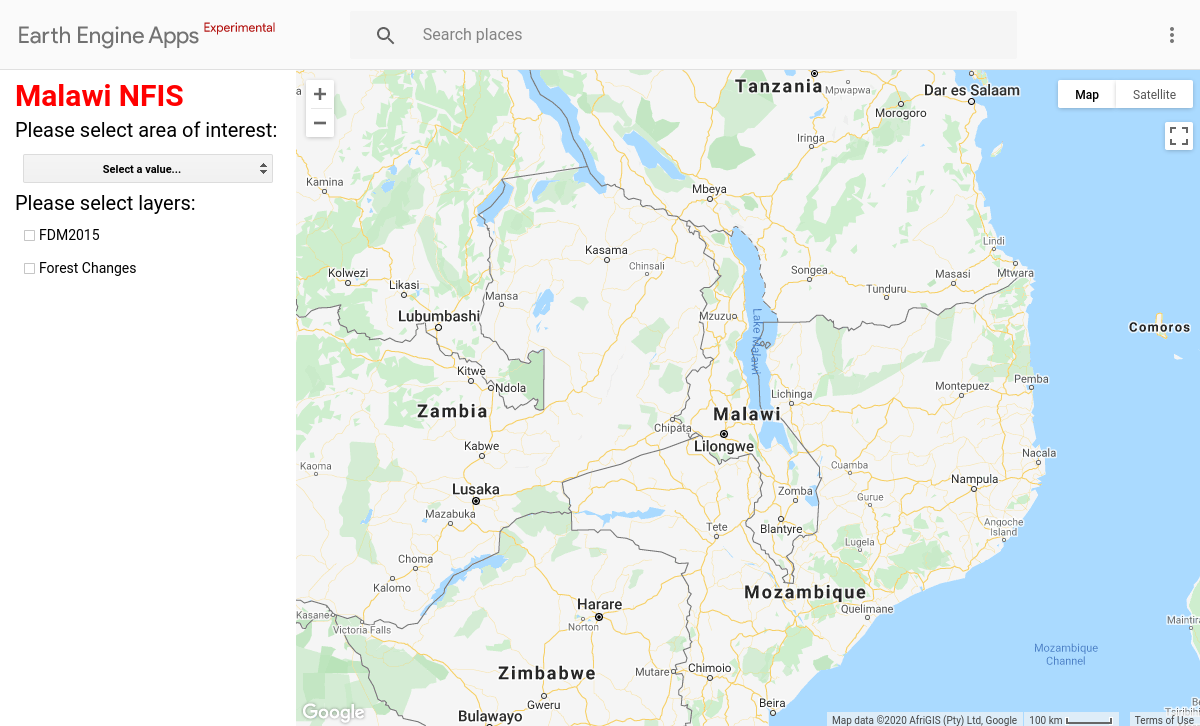 Earth Engine Apps Experimental
Search places
Malawi NFIS
Please select area of interest:
Select a value...
Please select layers:
FDM2015
Forest Changes
+
−
Map
Satellite
Tanzania
Mpwapwa
Dar es Salaam
Morogoro
Iringa
Kamina
Mbeya
Lindi
Kasama
Chinsali
Songea
Masasi
Mtwara
Kolwezi
Likasi
Mansa
Tunduru
Lubumbashi
Mzuzu
Lake Malawi
Comoros
Kitwe
Ndola
Pemba
Montepuez
Lichinga
Zambia
Malawi
Chipata
Lilongwe
Kabwe
Nacala
Kaoma
Cuamba
Nampula
Lusaka
Zomba
Gurue
Mazabuka
Blantyre
Tete
Angoche
Island
Lugela
Choma
Kalomo
Mozambique
Harare
Quelimane
Kasane
Norton
Victoria Falls
Mozambique
Channel
Zimbabwe
Mutare
Chimoio
Gweru
Beira
Bulawayo
Google
Map data ©2020 AfriGIS (Pty) Ltd, Google
100 km
Terms of Use